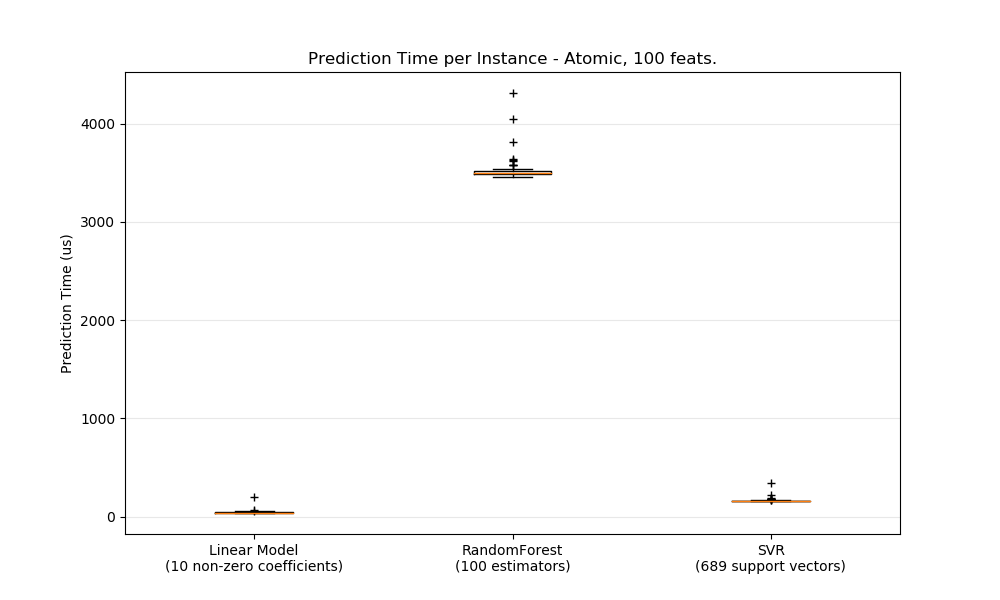 Prediction Time per Instance - Atomic, 100 feats.
Prediction Time (us)
4000
3000
2000
1000
0
Linear Model
(10 non-zero coefficients)
RandomForest
(100 estimators)
SVR
(689 support vectors)